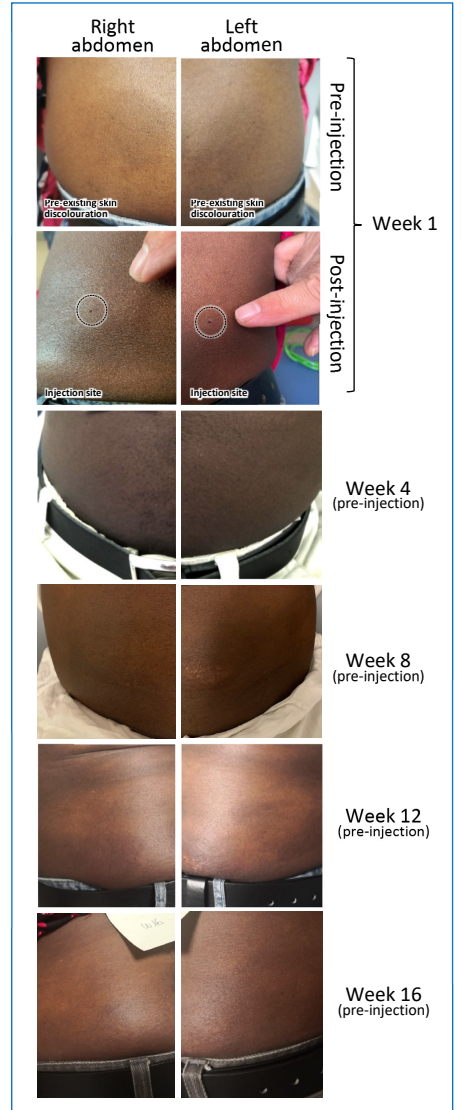 Right
abdomen
Left
abdomen
Pre-existing skin
discolouration
Pre-existing skin
discolouration
Pre-injection
Week 1
Injection site
Injection site
Post-injection
Week 4
(pre-injection)
Week 8
(pre-injection)
Week 12
(pre-injection)
Week 16
(pre-injection)